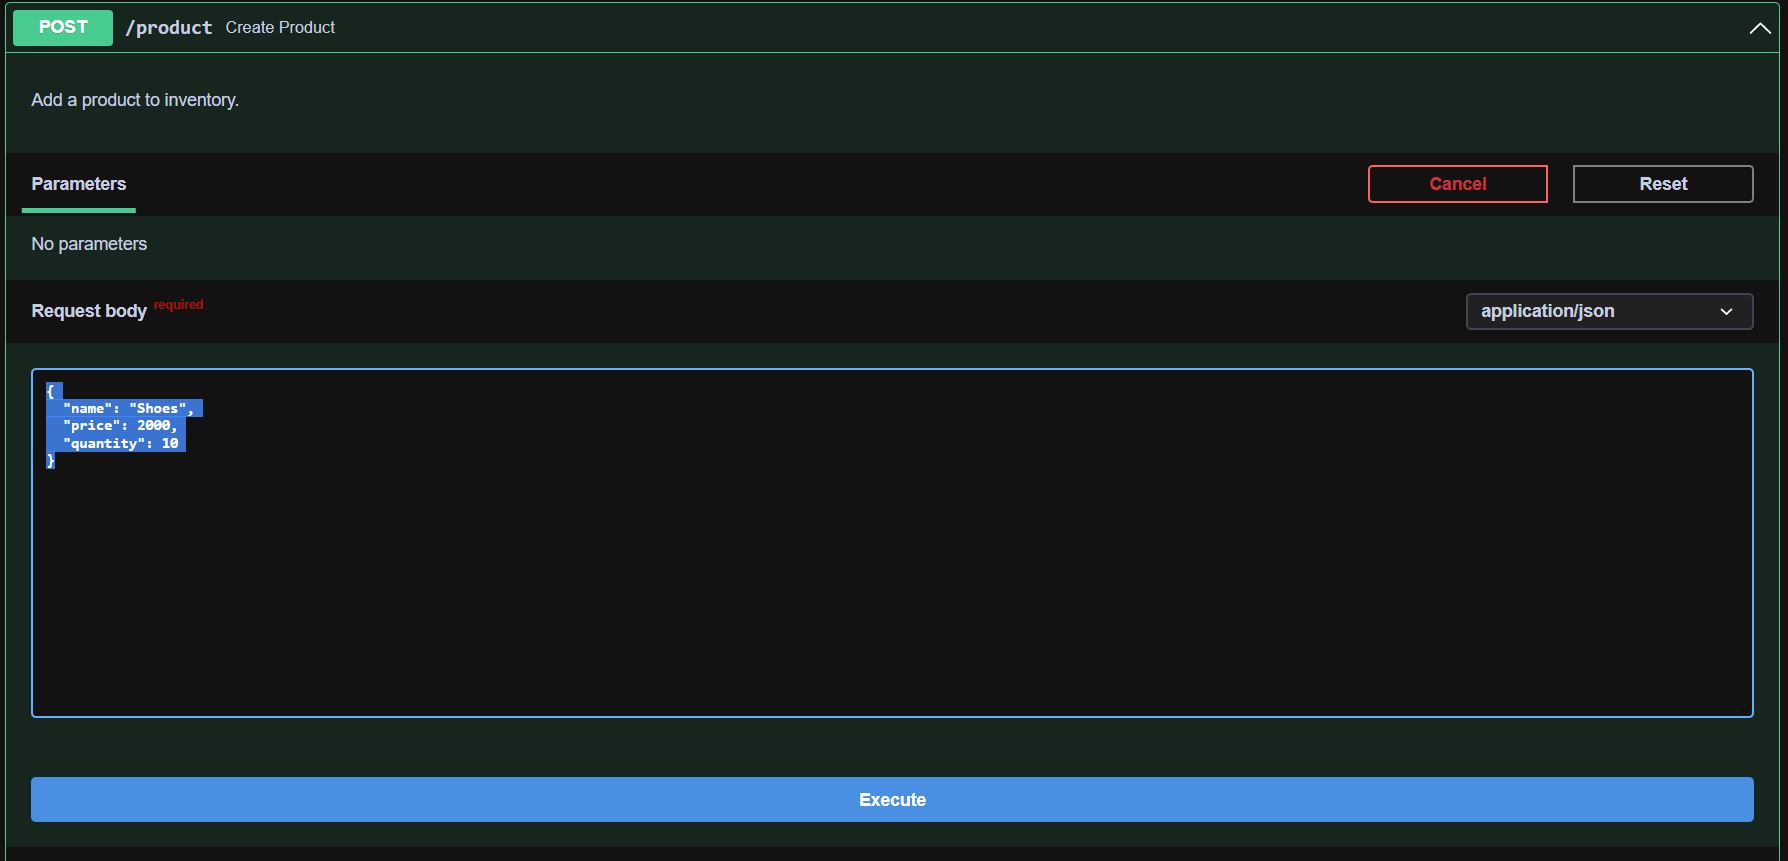 POST /product Create Product
Add a product to inventory.
Parameters
Cancel
Reset
No parameters
Request body required
application/json
{
  "name": "Shoes",
  "price": 2000,
  "quantity": 10
}
Execute